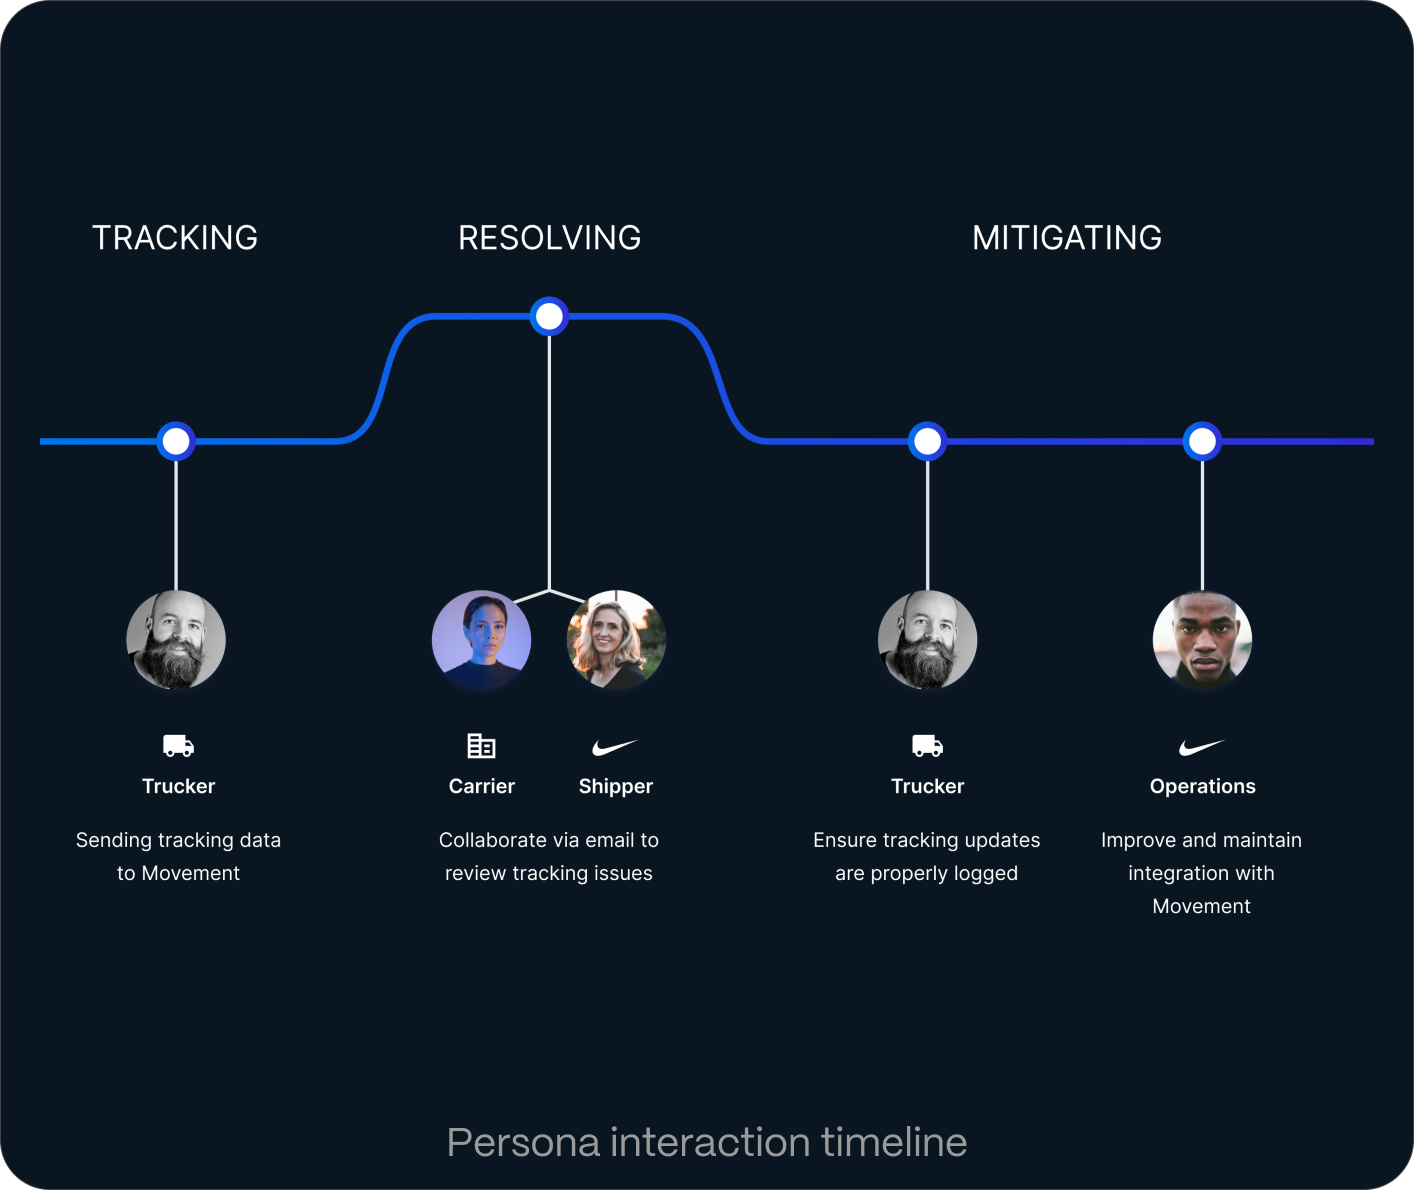 TRACKING
RESOLVING
MITIGATING
Trucker
Sending tracking data
to Movement
Carrier
Shipper
Collaborate via email to
review tracking issues
Trucker
Ensure tracking updates
are properly logged
Operations
Improve and maintain
integration with
Movement
Persona interaction timeline